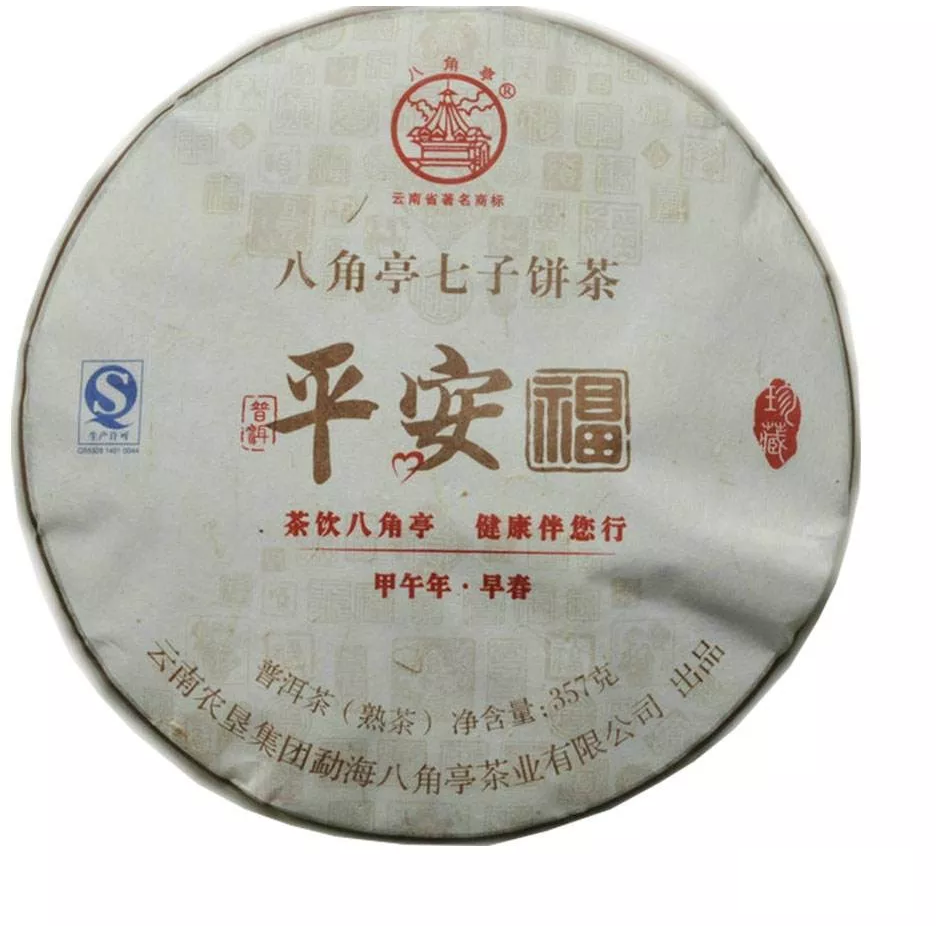 八角亭®
云南省著名商标
八角亭七子饼茶
普洱
平安福
珍藏
S
生产许可
茶饮八角亭 健康伴您行
甲午年·早春
普洱茶（熟茶）净含量:357克
云南农垦集团勐海八角亭茶业有限公司 出品